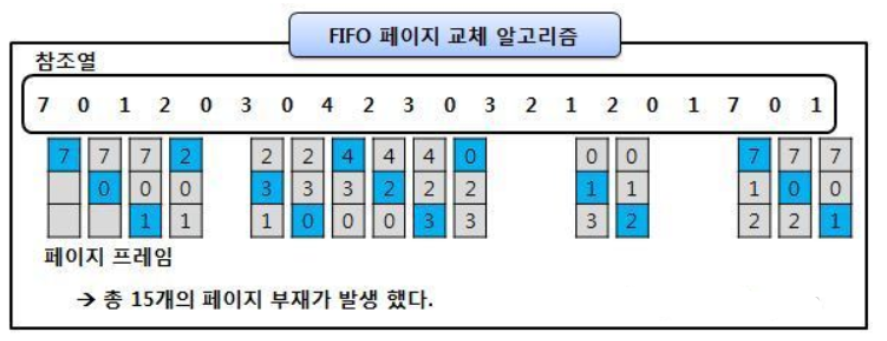 FIFO 페이지 교체 알고리즘
참조열
7 0 1 2 0 3 0 4 2 3 0 3 2 1 2 0 1 7 0 1
7 7 7 2 2 2 4 4 4 0 0 0 7 7 7
0 0 0 3 3 3 2 2 2 1 1 1 0 0
1 1 1 0 0 0 3 3 3 2 2 2 1
페이지 프레임
→ 총 15개의 페이지 부재가 발생 했다.